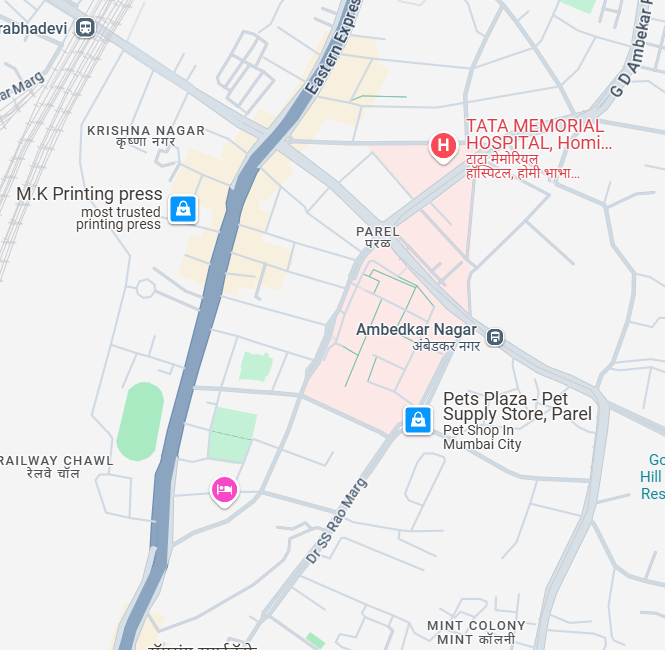 rabhadevi
ar Marg
Eastern Expres
G D Ambekar R
KRISHNA NAGAR
कृष्णा नगर
TATA MEMORIAL
HOSPITAL, Homi...
टाटा मेमोरियल
हॉस्पिटल, होमी भाभा...
M.K Printing press
most trusted
printing press
PAREL
परळ
Ambedkar Nagar
अंबेडकर नगर
Pets Plaza - Pet
Supply Store, Parel
Pet Shop In
Mumbai City
RAILWAY CHAWL
रेलवे चॉल
Go
Hill
Res
Dr SS Rao Marg
MINT COLONY
MINT कॉलनी